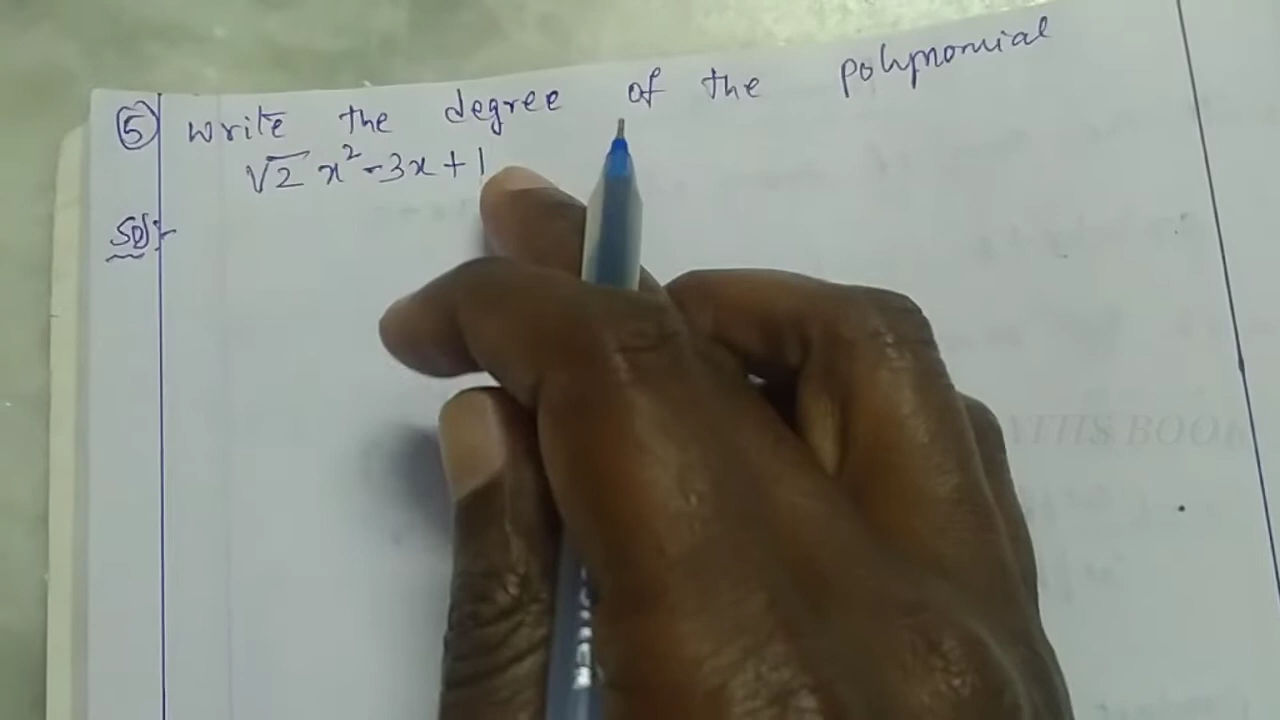 ⑤ Write the degree of the polynomial
√2 x² - 3x + 1
Sol:-